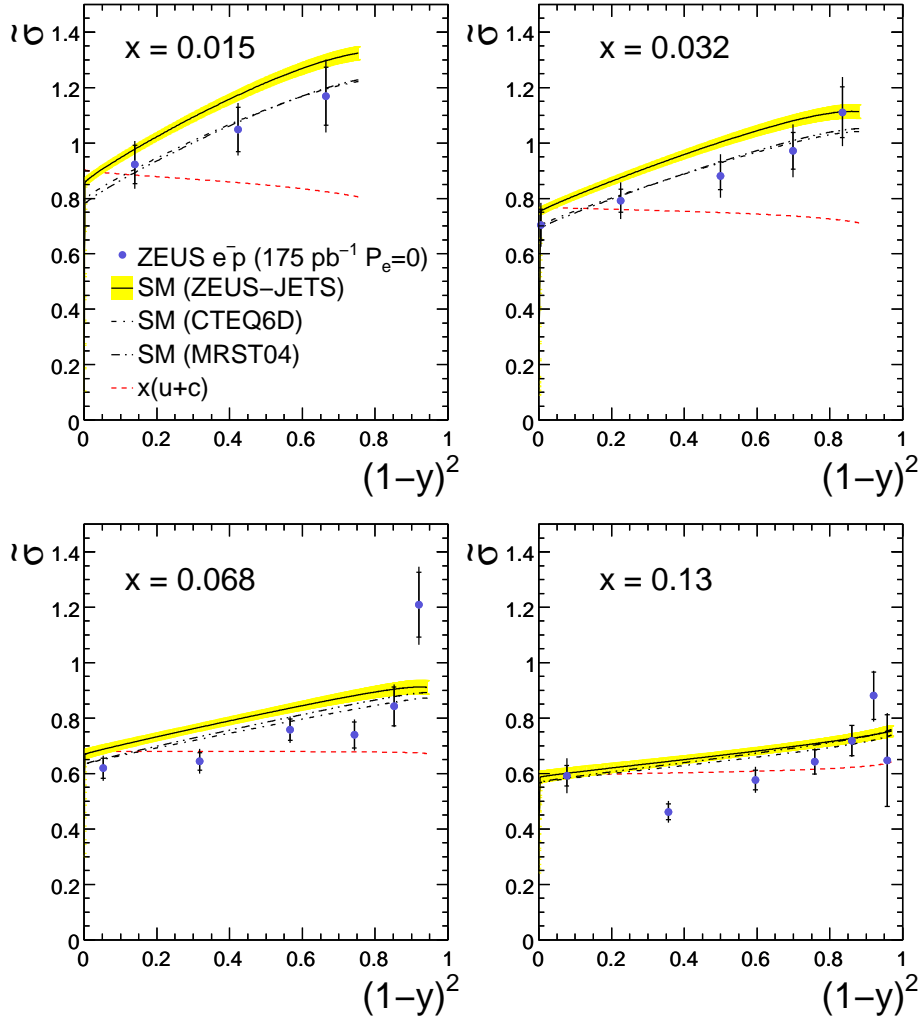 σ̃
x = 0.015
1.4
1.2
1
0.8
0.6
0.4
0.2
0
ZEUS e⁻p (175 pb⁻¹ Pₑ=0)
SM (ZEUS−JETS)
SM (CTEQ6D)
SM (MRST04)
x(u+c)
0 0.2 0.4 0.6 0.8 1
(1−y)²
σ̃
x = 0.032
1.4
1.2
1
0.8
0.6
0.4
0.2
0
0 0.2 0.4 0.6 0.8 1
(1−y)²
σ̃
x = 0.068
1.4
1.2
1
0.8
0.6
0.4
0.2
0
0 0.2 0.4 0.6 0.8 1
(1−y)²
σ̃
x = 0.13
1.4
1.2
1
0.8
0.6
0.4
0.2
0
0 0.2 0.4 0.6 0.8 1
(1−y)²